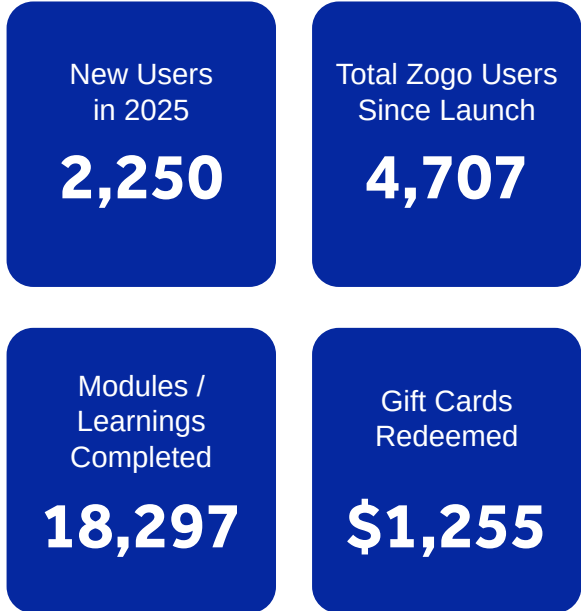 New Users
in 2025
2,250
Total Zogo Users
Since Launch
4,707
Modules /
Learnings
Completed
18,297
Gift Cards
Redeemed
$1,255